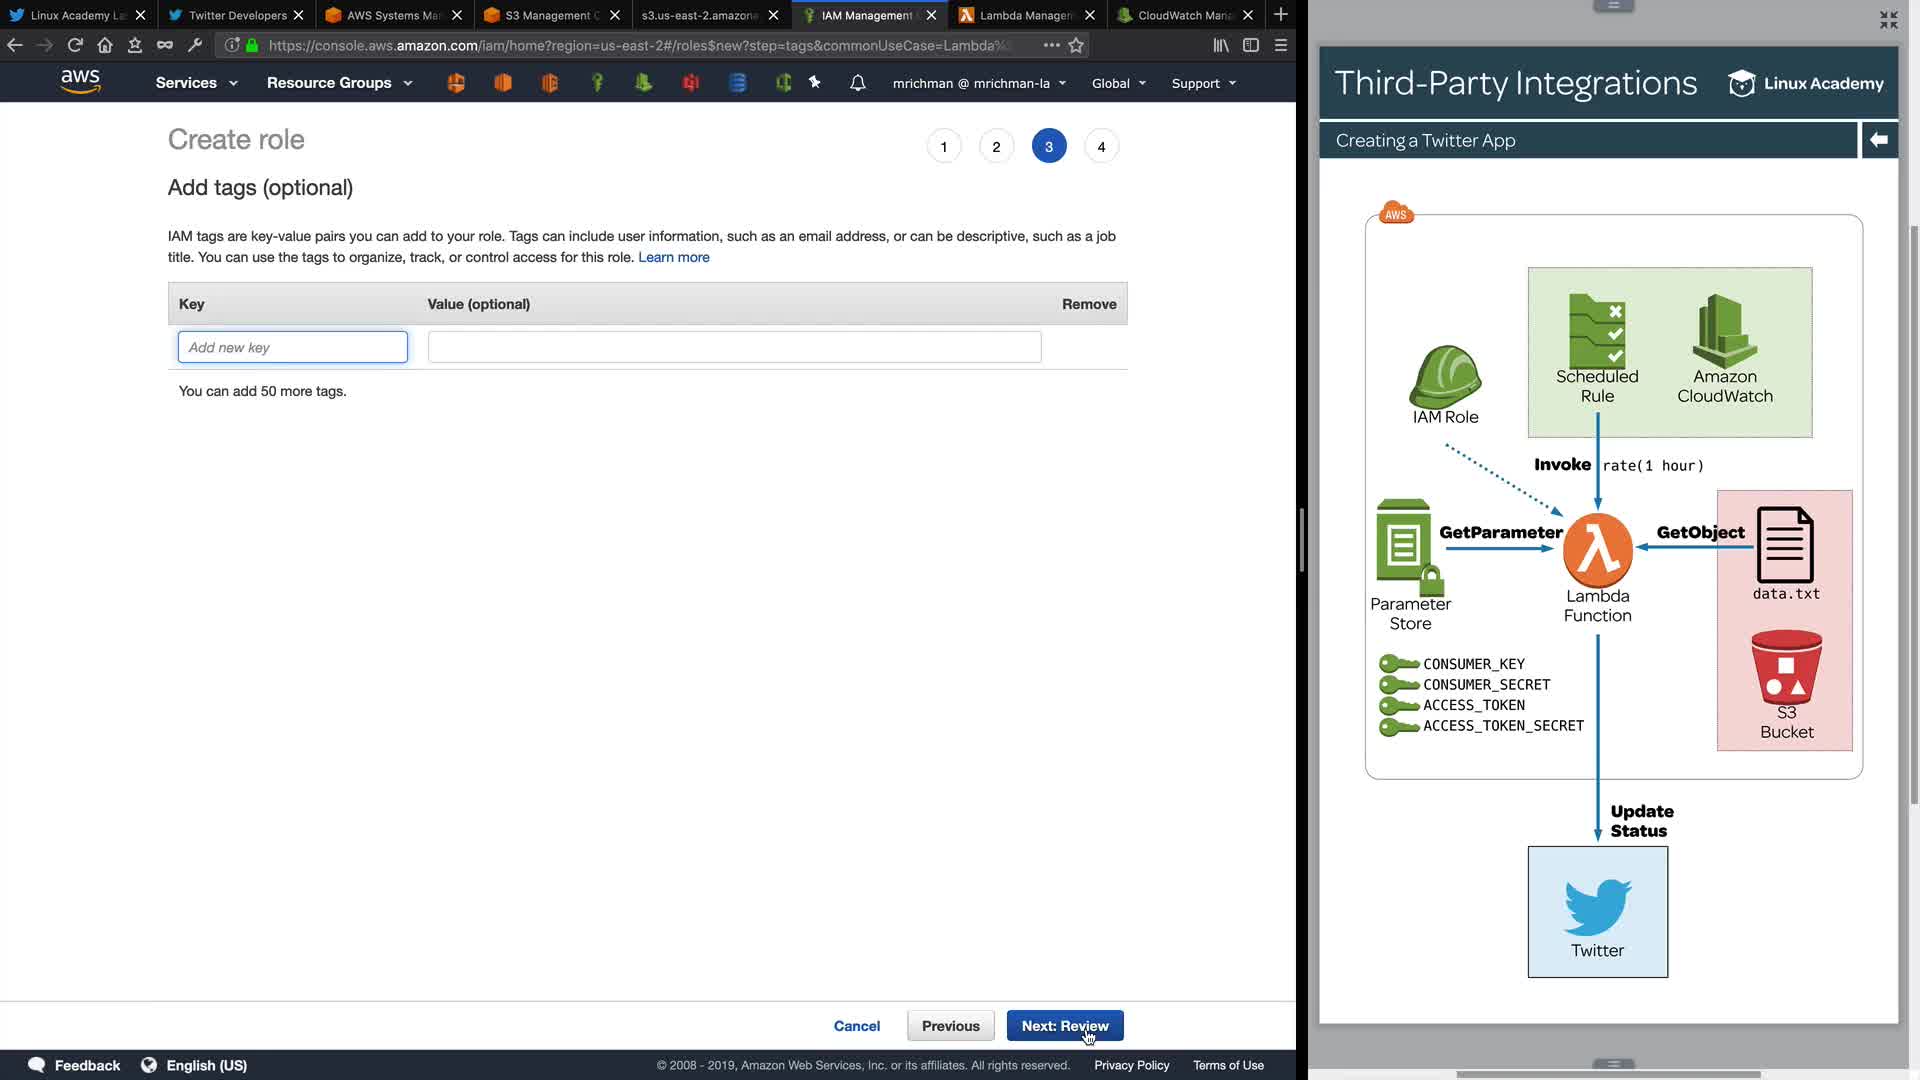 Linux Academy La
Twitter Developers
AWS Systems Ma
S3 Management C
s3.us-east-2.amazona
IAM Management
Lambda Managem
CloudWatch Mana
https://console.aws.amazon.com/iam/home?region=us-east-2#/roles$new?step=tags&commonUseCase=Lambda%
aws
Services
Resource Groups
mrichman @ mrichman-la
Global
Support
Create role
1
2
3
4
Add tags (optional)
IAM tags are key-value pairs you can add to your role. Tags can include user information, such as an email address, or can be descriptive, such as a job
title. You can use the tags to organize, track, or control access for this role. Learn more
Key
Value (optional)
Remove
Add new key
You can add 50 more tags.
Cancel
Previous
Next: Review
Feedback
English (US)
© 2008 - 2019, Amazon Web Services, Inc. or its affiliates. All rights reserved.
Privacy Policy
Terms of Use
Third-Party Integrations
Linux Academy
Creating a Twitter App
AWS
Scheduled
Rule
Amazon
CloudWatch
IAM Role
Invoke
rate(1 hour)
GetParameter
GetObject
data.txt
Parameter
Store
Lambda
Function
CONSUMER_KEY
CONSUMER_SECRET
ACCESS_TOKEN
ACCESS_TOKEN_SECRET
S3
Bucket
Update
Status
Twitter